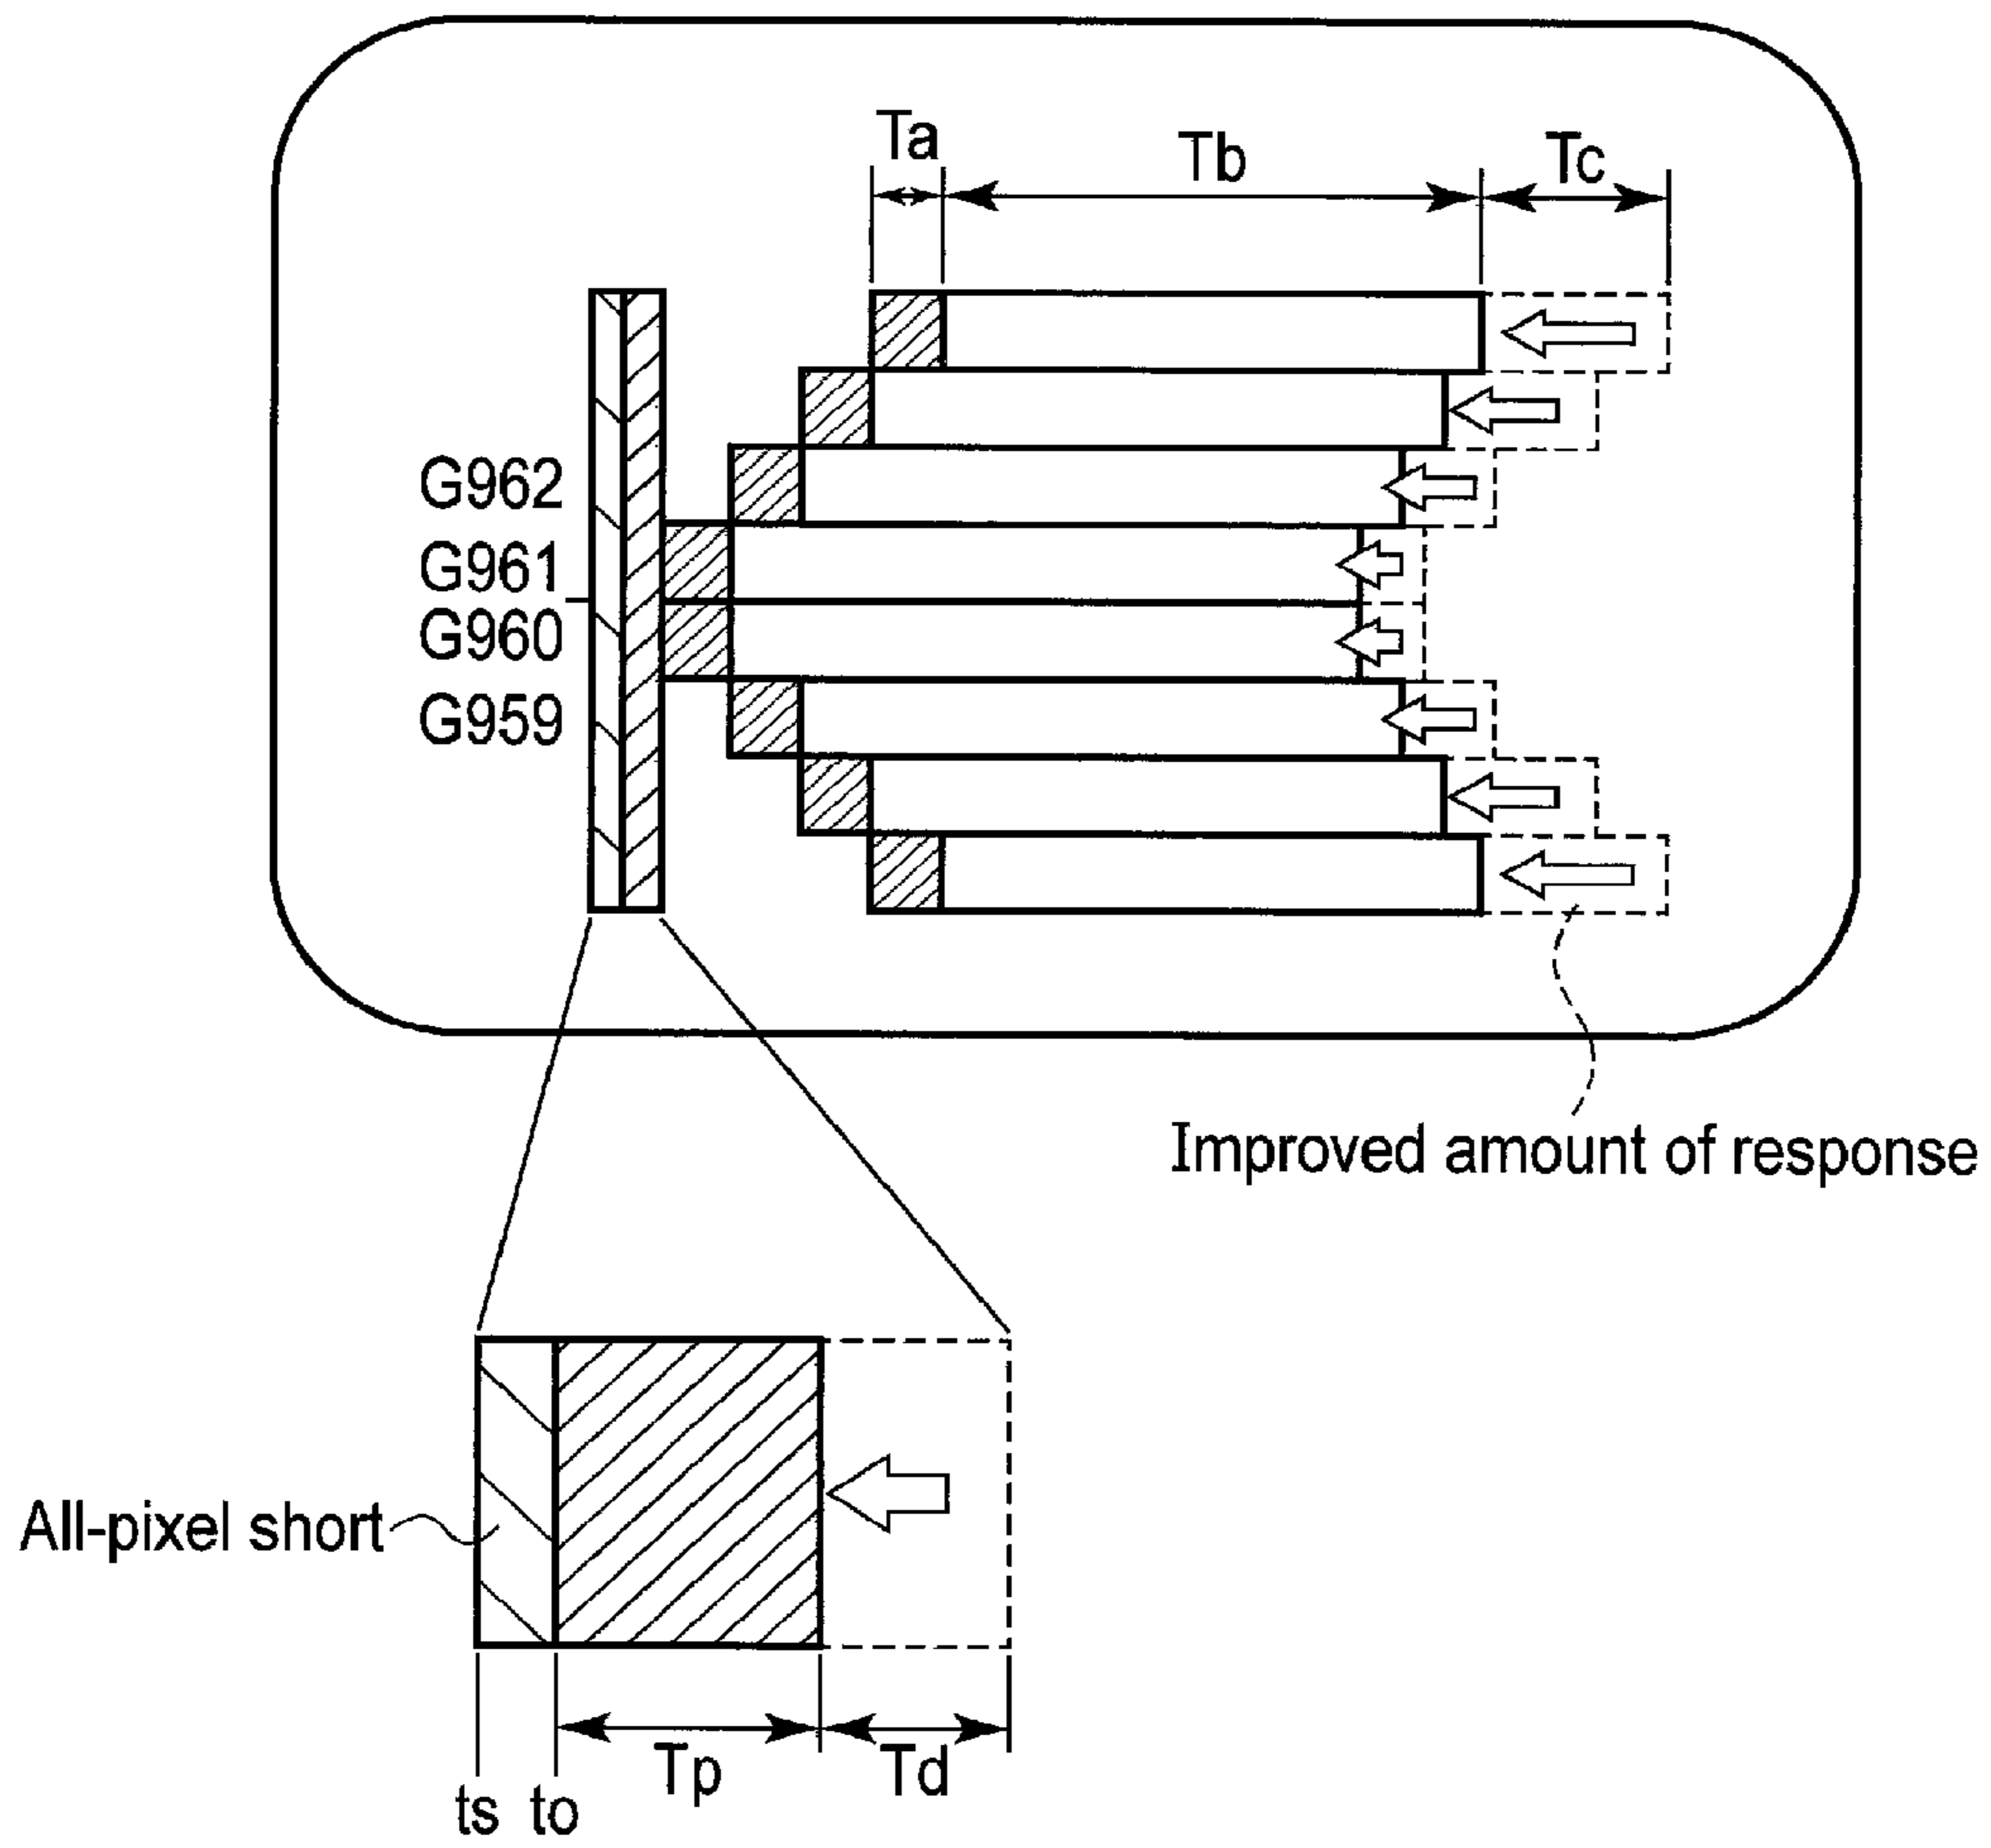 Ta
Tb
Tc
G962
G961
G960
G959
Improved amount of response
All-pixel short
Tp
Td
ts
to